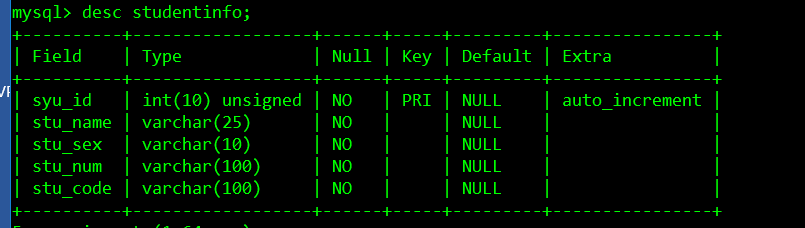 mysql> desc studentinfo;
+-----------+------------------+------+-----+---------+----------------+
| Field | Type | Null | Key | Default | Extra |
+-----------+------------------+------+-----+---------+----------------+
| syu_id | int(10) unsigned | NO | PRI | NULL | auto_increment |
| stu_name | varchar(25) | NO | | NULL | |
| stu_sex | varchar(10) | NO | | NULL | |
| stu_num | varchar(100) | NO | | NULL | |
| stu_code | varchar(100) | NO | | NULL | |
+-----------+------------------+------+-----+---------+----------------+